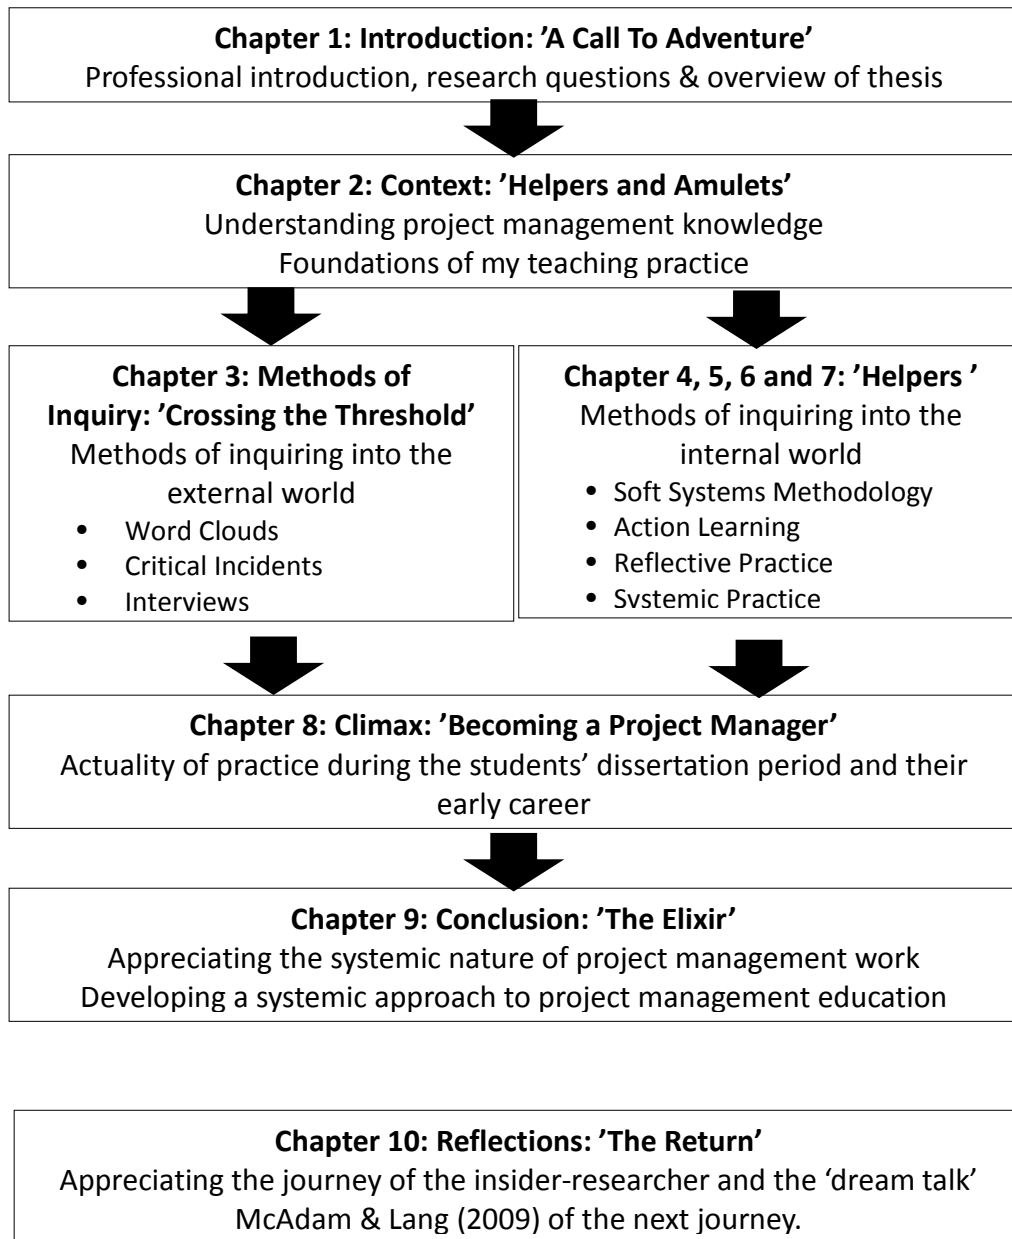 Chapter 1: Introduction: ’A Call To Adventure’
Professional introduction, research questions & overview of thesis
Chapter 2: Context: ’Helpers and Amulets’
Understanding project management knowledge
Foundations of my teaching practice
Chapter 3: Methods of
Inquiry: ’Crossing the Threshold’
Methods of inquiring into the
external world
• Word Clouds
• Critical Incidents
• Interviews
Chapter 4, 5, 6 and 7: ’Helpers ’
Methods of inquiring into the
internal world
• Soft Systems Methodology
• Action Learning
• Reflective Practice
• Systemic Practice
Chapter 8: Climax: ’Becoming a Project Manager’
Actuality of practice during the students’ dissertation period and their
early career
Chapter 9: Conclusion: ’The Elixir’
Appreciating the systemic nature of project management work
Developing a systemic approach to project management education
Chapter 10: Reflections: ’The Return’
Appreciating the journey of the insider-researcher and the ‘dream talk’
McAdam & Lang (2009) of the next journey.